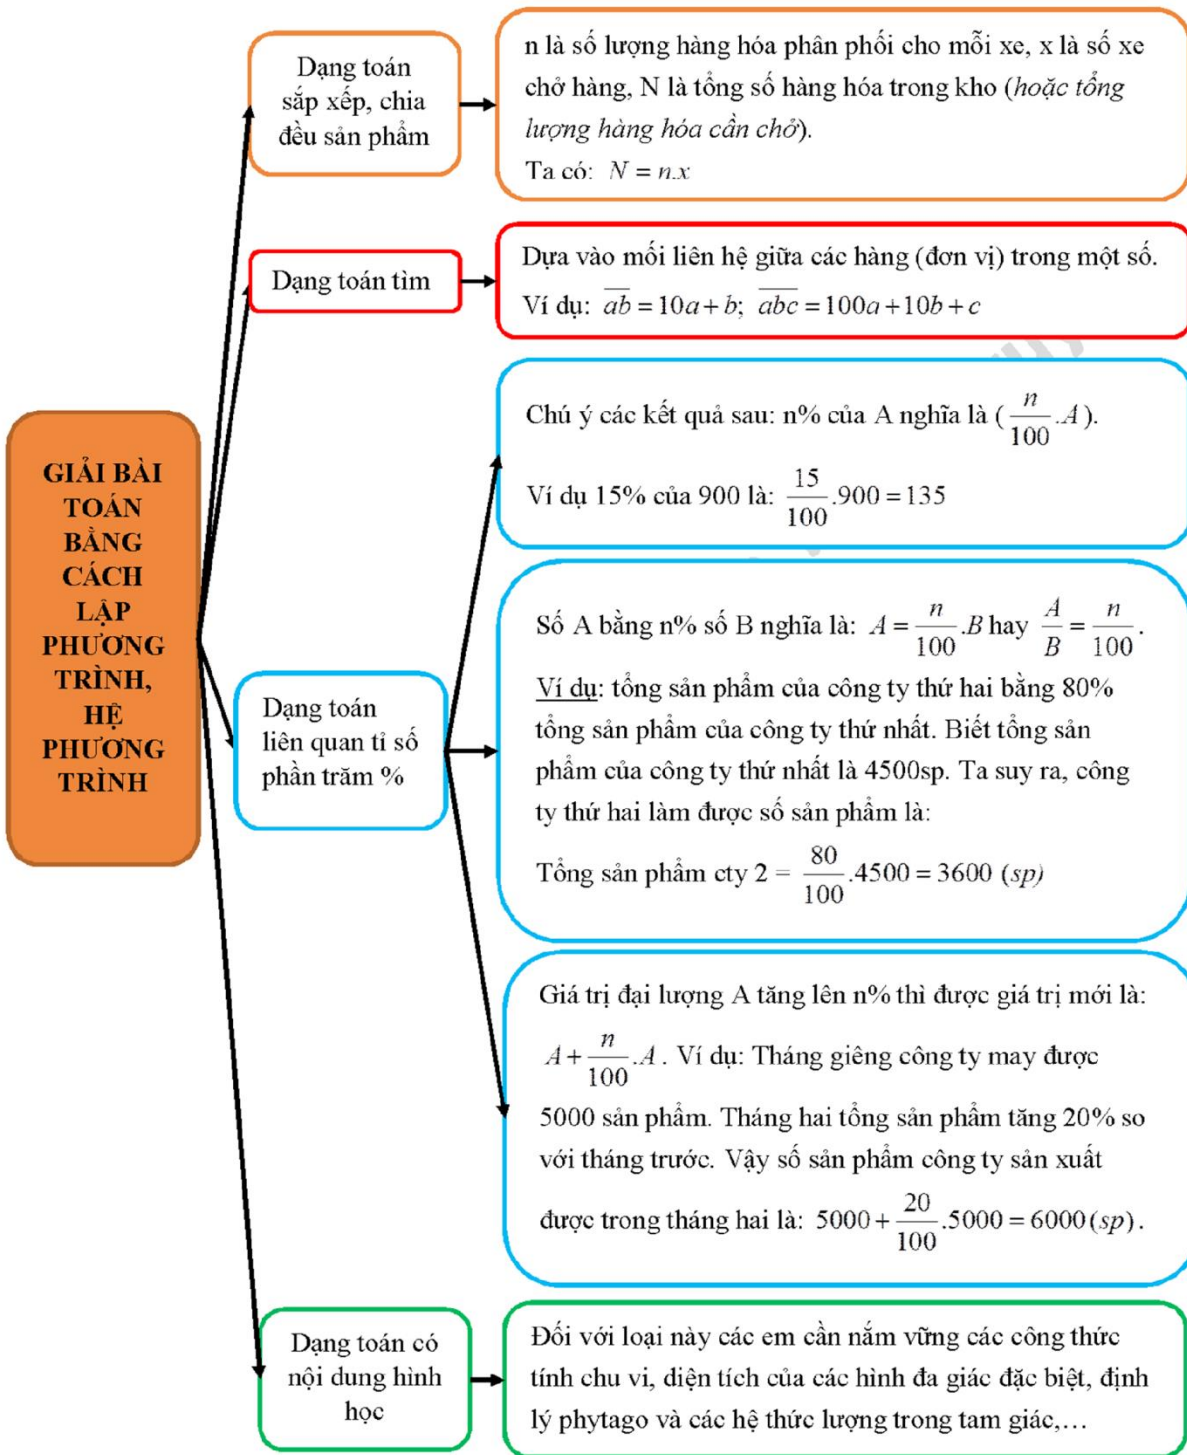 GIẢI BÀI
TOÁN
BẰNG
CÁCH
LẬP
PHƯƠNG
TRÌNH,
HỆ
PHƯƠNG
TRÌNH
Dạng toán
sắp xếp, chia
đều sản phẩm
n là số lượng hàng hóa phân phối cho mỗi xe, x là số xe
chở hàng, N là tổng số hàng hóa trong kho (hoặc tổng
lượng hàng hóa cần chở).
Ta có: N = n.x
Dạng toán tìm
Dựa vào mối liên hệ giữa các hàng (đơn vị) trong một số.
Ví dụ: \overline{ab} = 10a + b; \overline{abc} = 100a + 10b + c
Dạng toán
liên quan tỉ số
phần trăm %
Chú ý các kết quả sau: n% của A nghĩa là (\frac{n}{100}.A).
Ví dụ 15% của 900 là: \frac{15}{100}.900 = 135
Số A bằng n% số B nghĩa là: A = \frac{n}{100}.B hay \frac{A}{B} = \frac{n}{100}.
Ví dụ: tổng sản phẩm của công ty thứ hai bằng 80%
tổng sản phẩm của công ty thứ nhất. Biết tổng sản
phẩm của công ty thứ nhất là 4500sp. Ta suy ra, công
ty thứ hai làm được số sản phẩm là:
Tổng sản phẩm cty 2 = \frac{80}{100}.4500 = 3600 (sp)
Giá trị đại lượng A tăng lên n% thì được giá trị mới là:
A + \frac{n}{100}.A. Ví dụ: Tháng giêng công ty may được
5000 sản phẩm. Tháng hai tổng sản phẩm tăng 20% so
với tháng trước. Vậy số sản phẩm công ty sản xuất
được trong tháng hai là: 5000 + \frac{20}{100}.5000 = 6000(sp).
Dạng toán có
nội dung hình
học
Đối với loại này các em cần nắm vững các công thức
tính chu vi, diện tích của các hình đa giác đặc biệt, định
lý phytago và các hệ thức lượng trong tam giác,…